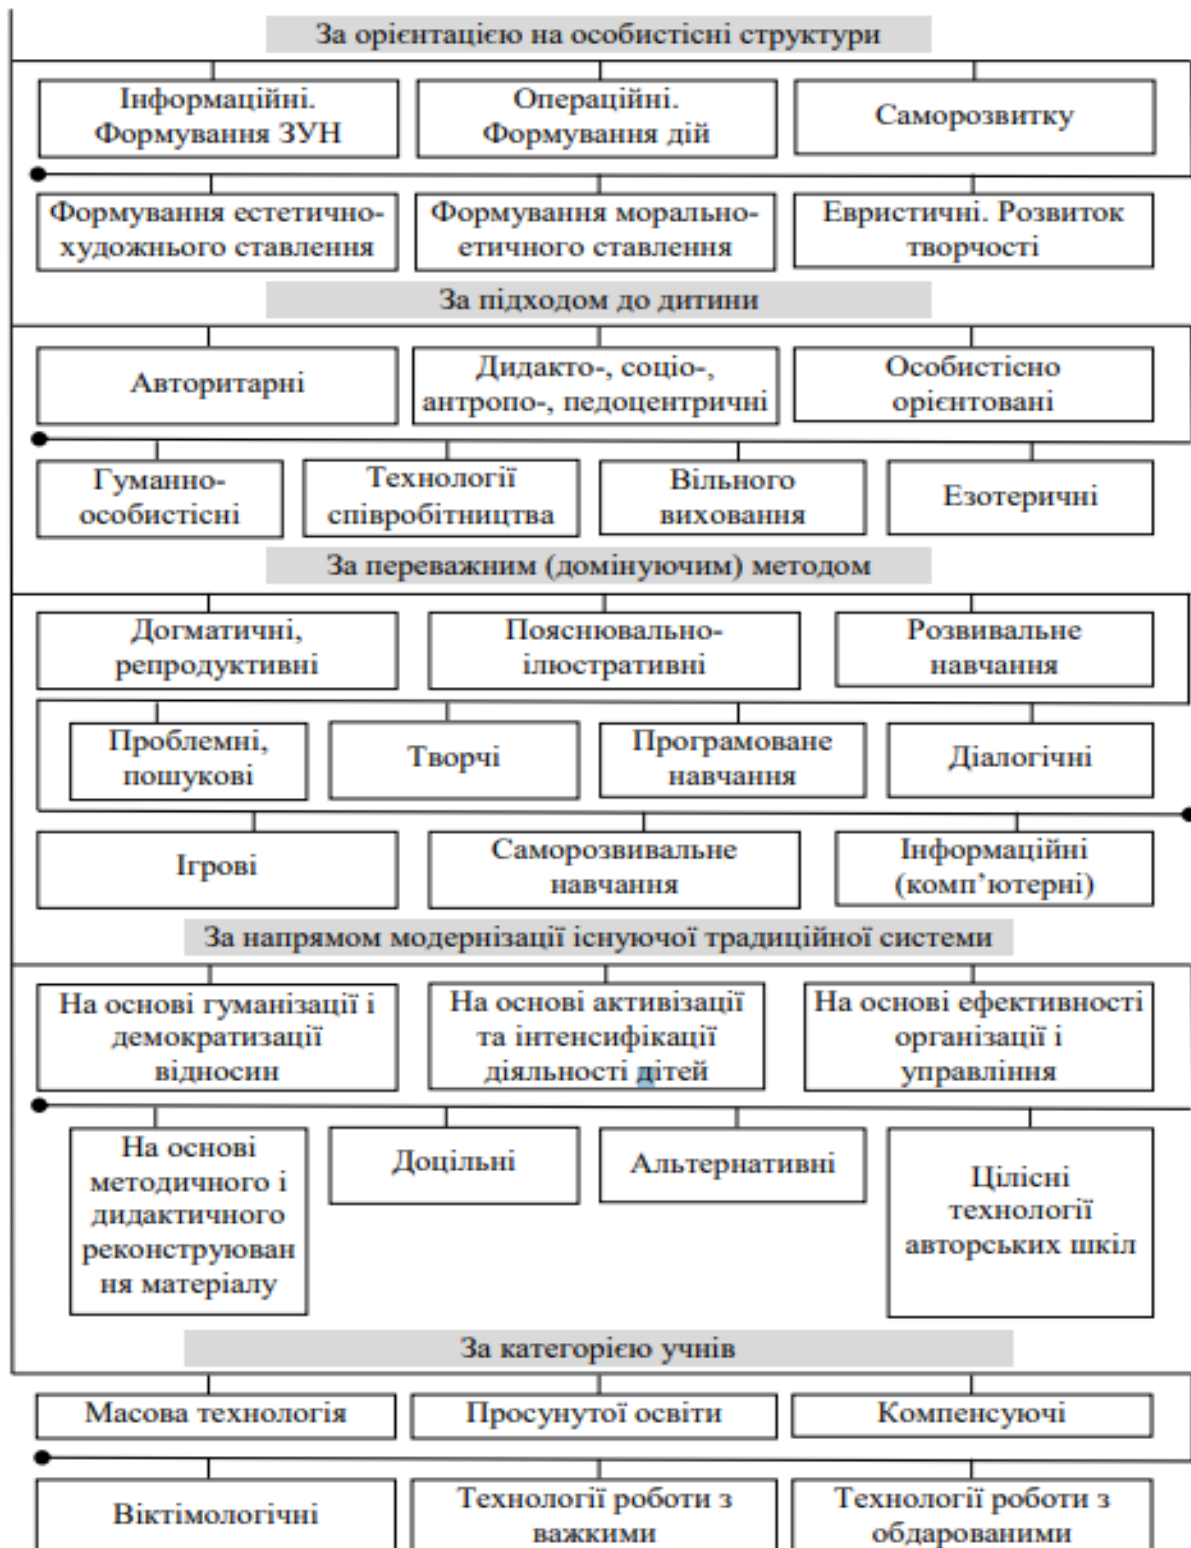 За орієнтацією на особистісні структури
Інформаційні.
Формування ЗУН
Операційні.
Формування дій
Саморозвитку
Формування естетично-
художнього ставлення
Формування морально-
етичного ставлення
Евристичні. Розвиток
творчості
За підходом до дитини
Авторитарні
Дидакто-, соціо-,
антропо-, педоцентричні
Особистісно
орієнтовані
Гуманно-
особистісні
Технології
співробітництва
Вільного
виховання
Езотеричні
За переважним (домінуючим) методом
Догматичні,
репродуктивні
Пояснювально-
ілюстративні
Розвивальне
навчання
Проблемні,
пошукові
Творчі
Програмоване
навчання
Діалогічні
Ігрові
Саморозвивальне
навчання
Інформаційні
(комп’ютерні)
За напрямом модернізації існуючої традиційної системи
На основі гуманізації і
демократизації
відносин
На основі активізації
та інтенсифікації
діяльності дітей
На основі ефективності
організації і
управління
На основі
методичного і
дидактичного
реконструюван
ня матеріалу
Доцільні
Альтернативні
Цілісні
технології
авторських шкіл
За категорією учнів
Масова технологія
Просунутої освіти
Компенсуючі
Віктімологічні
Технології роботи з
важкими
Технології роботи з
обдарованими